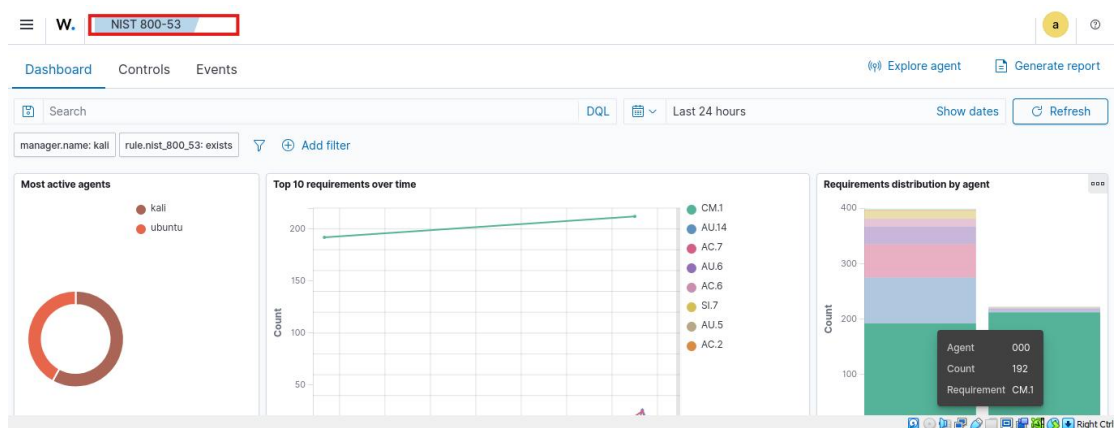 W. NIST 800-53 a
Dashboard Controls Events Explore agent Generate report
Search DQL Last 24 hours Show dates Refresh
manager.name: kali rule.nist_800_53: exists Add filter
Most active agents
kali
ubuntu
Top 10 requirements over time
200
150
100
50
Count
CM.1
AU.14
AC.7
AU.6
AC.6
SI.7
AU.5
AC.2
Requirements distribution by agent
400
300
200
100
Count
Agent 000
Count 192
Requirement CM.1
Right Ctrl